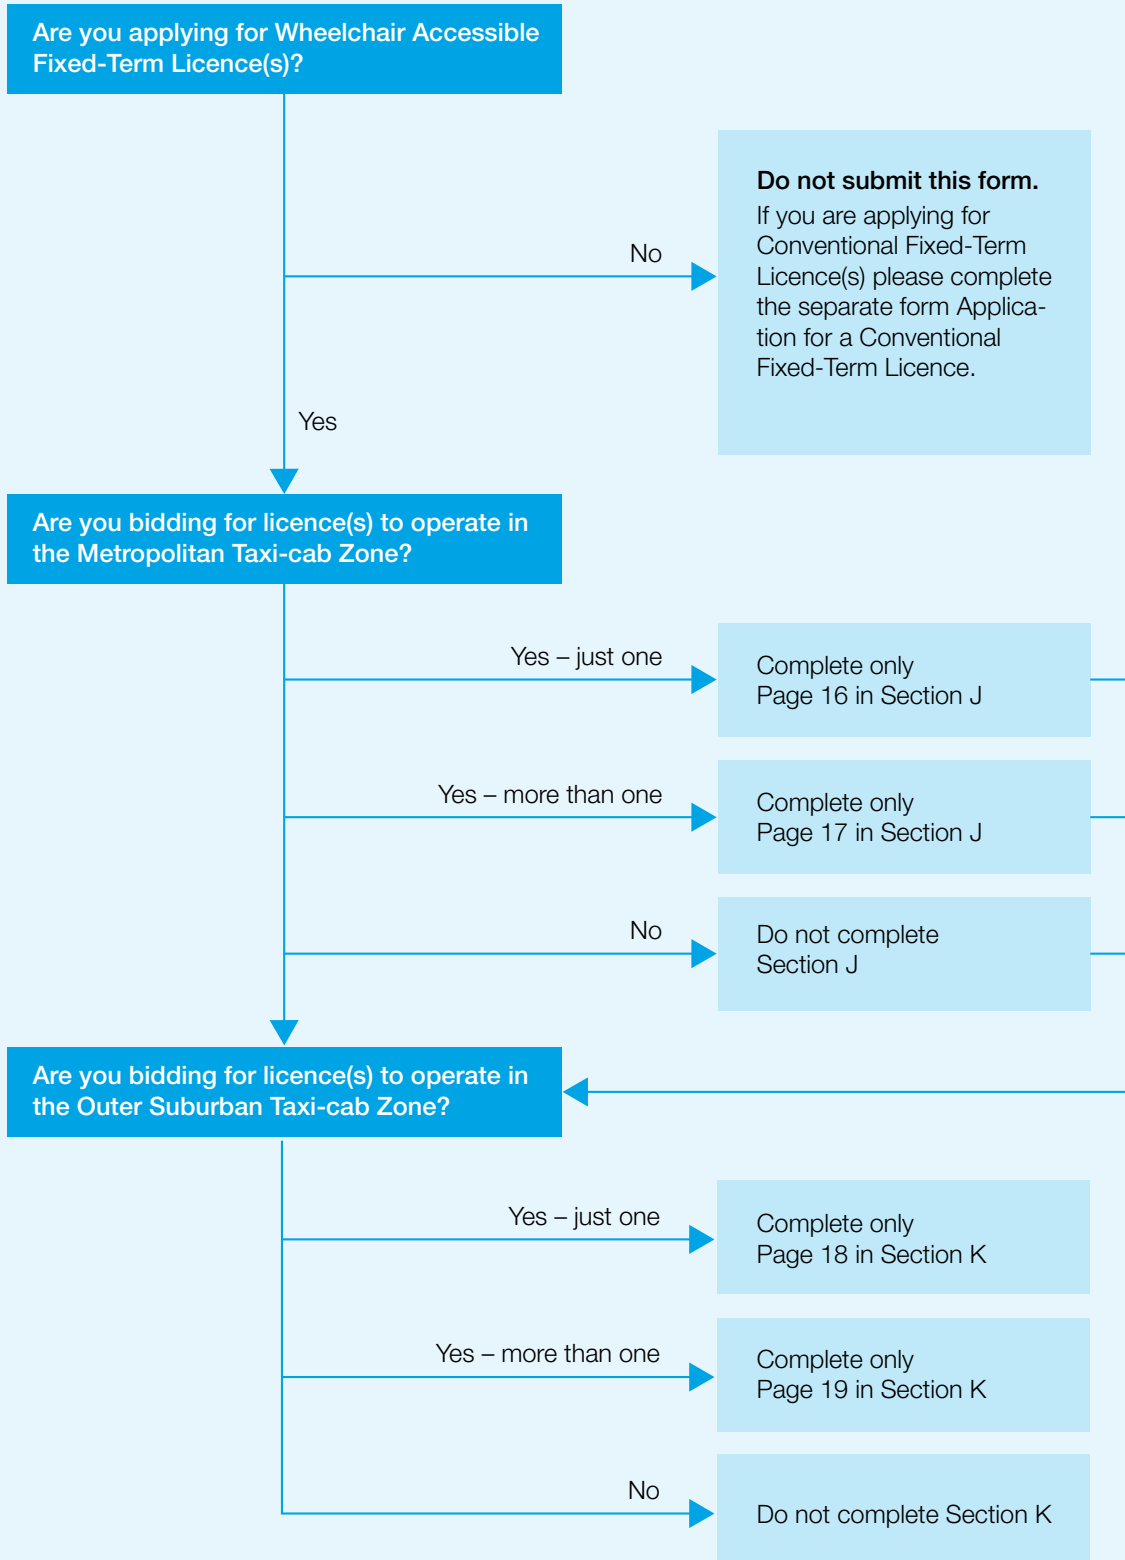 Are you applying for Wheelchair Accessible
Fixed-Term Licence(s)?
No
Do not submit this form.
If you are applying for
Conventional Fixed-Term
Licence(s) please complete
the separate form Applica-
tion for a Conventional
Fixed-Term Licence.
Yes
Are you bidding for licence(s) to operate in
the Metropolitan Taxi-cab Zone?
Yes – just one
Complete only
Page 16 in Section J
Yes – more than one
Complete only
Page 17 in Section J
No
Do not complete
Section J
Are you bidding for licence(s) to operate in
the Outer Suburban Taxi-cab Zone?
Yes – just one
Complete only
Page 18 in Section K
Yes – more than one
Complete only
Page 19 in Section K
No
Do not complete Section K